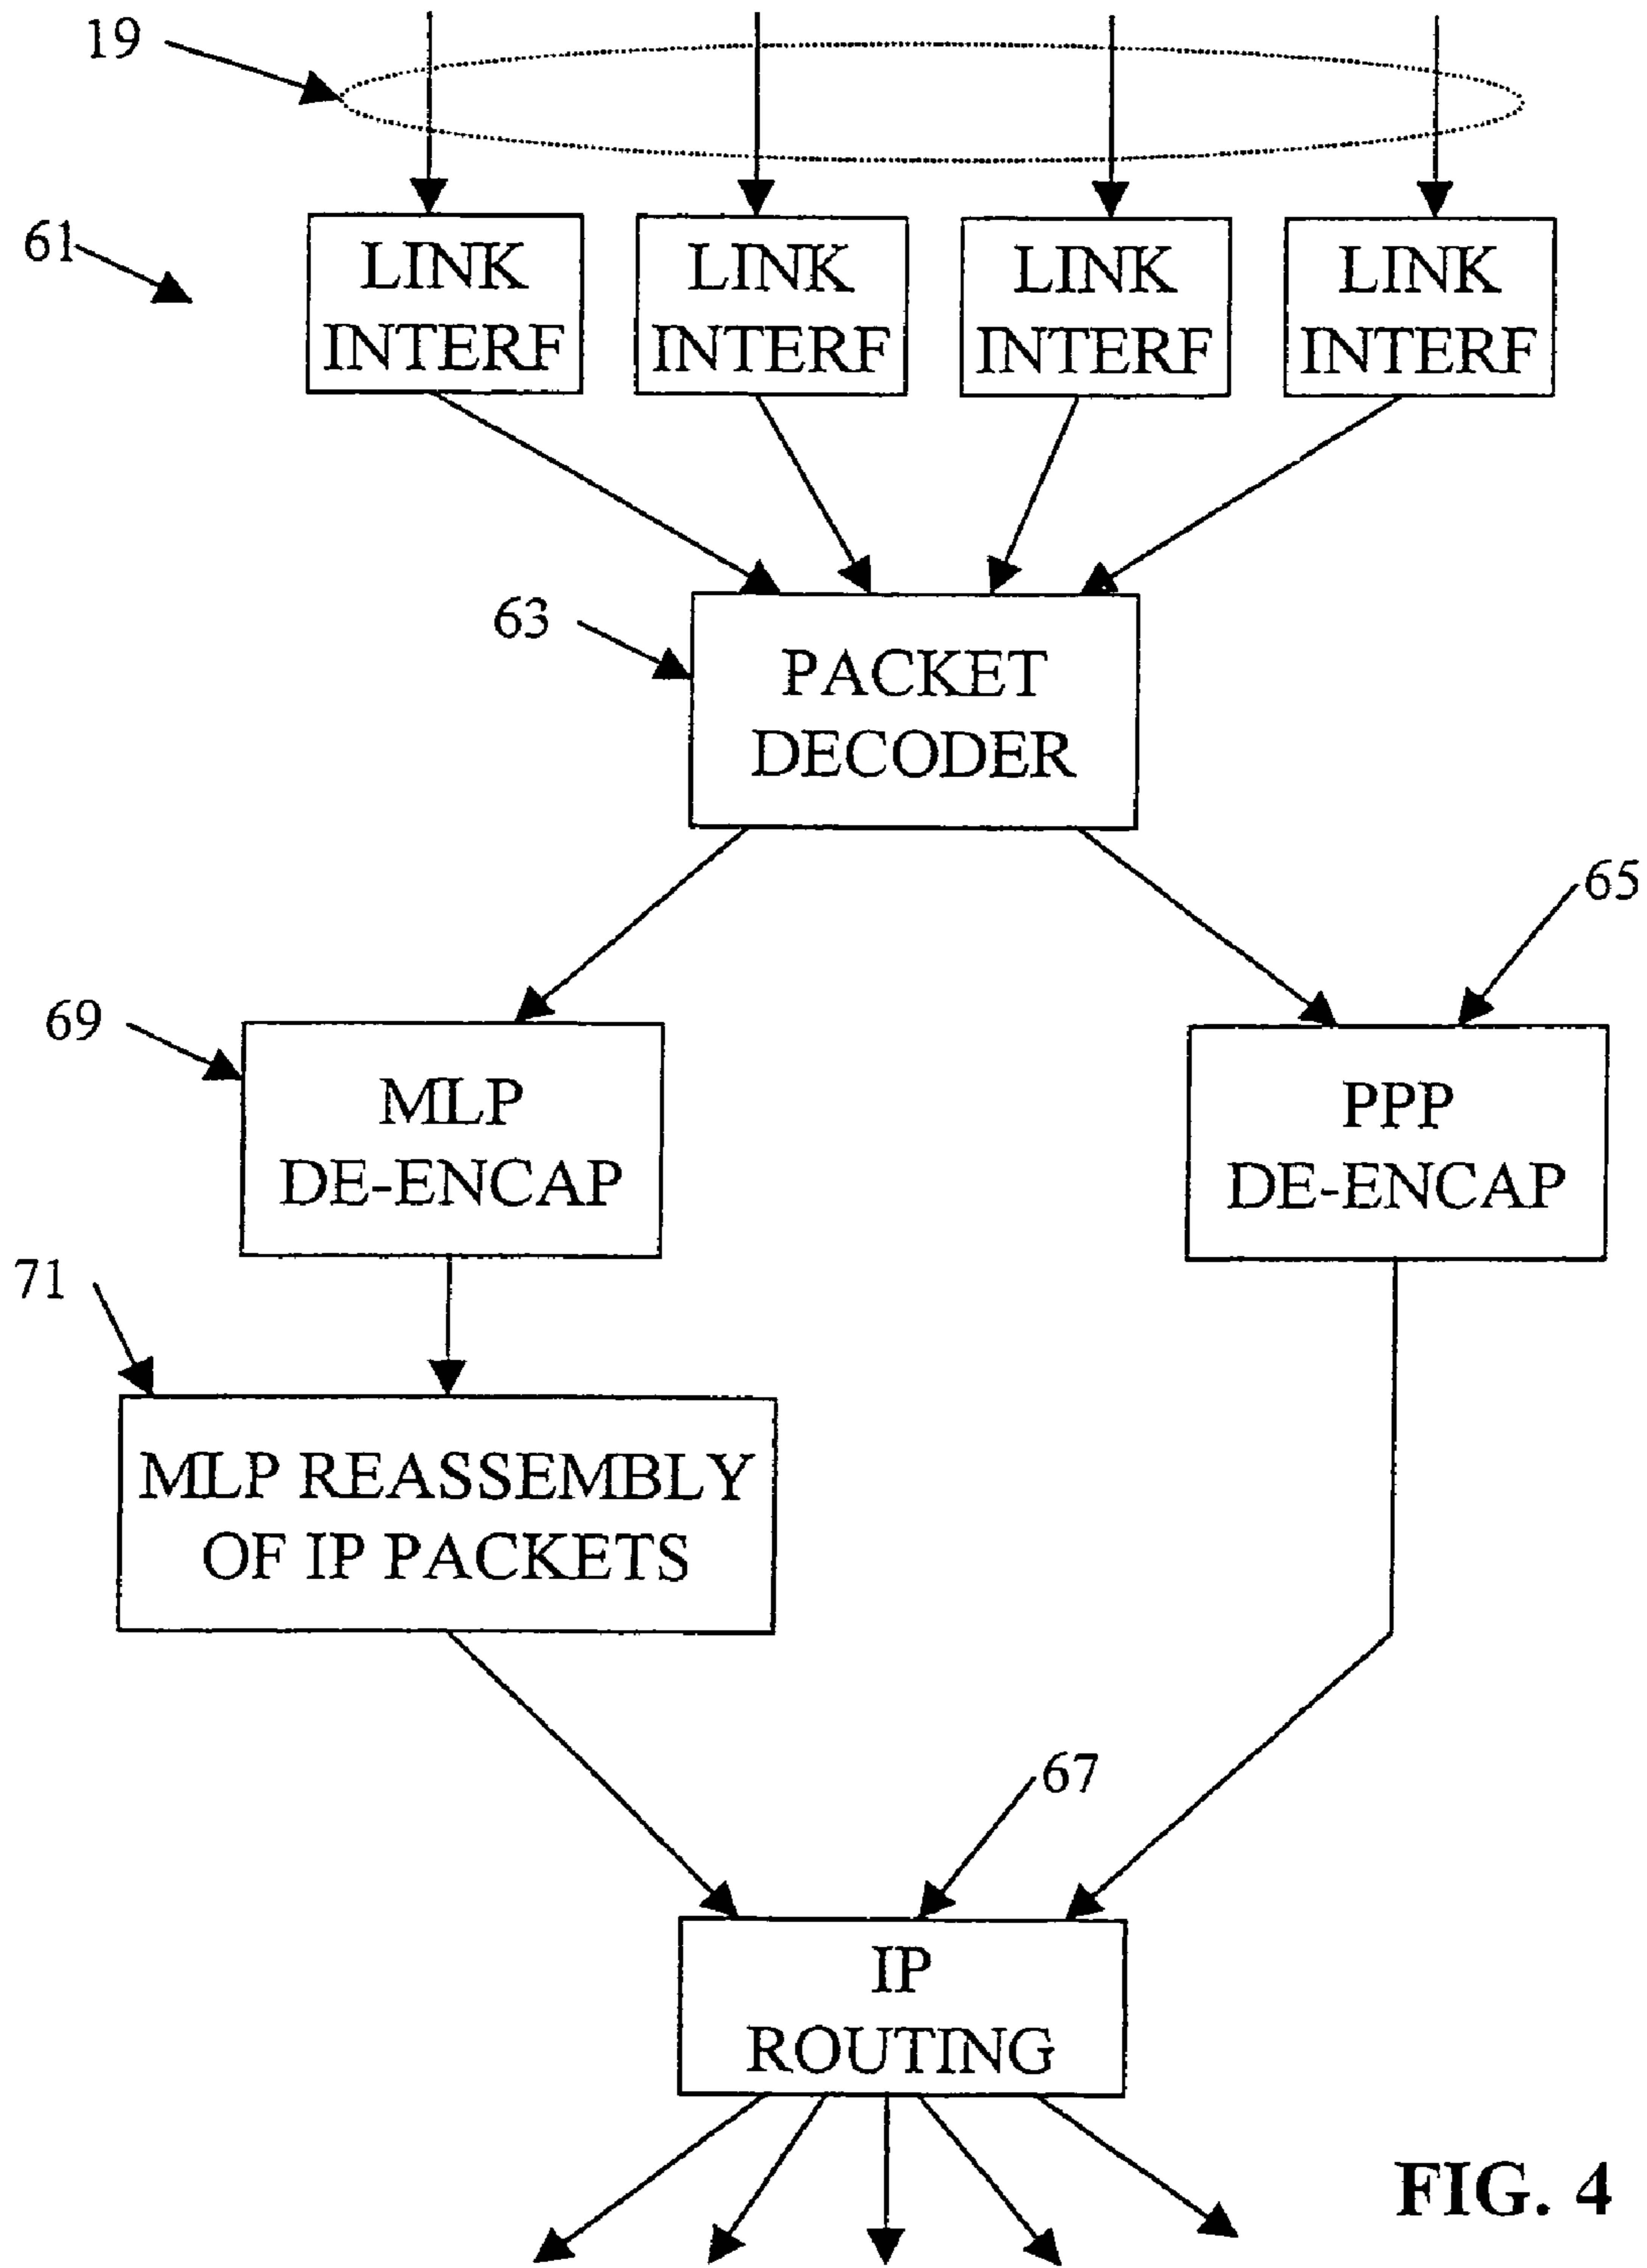 19
61
LINK
INTERF
LINK
INTERF
LINK
INTERF
LINK
INTERF
63
PACKET
DECODER
65
69
MLP
DE-ENCAP
PPP
DE-ENCAP
71
MLP REASSEMBLY
OF IP PACKETS
67
IP
ROUTING
FIG. 4